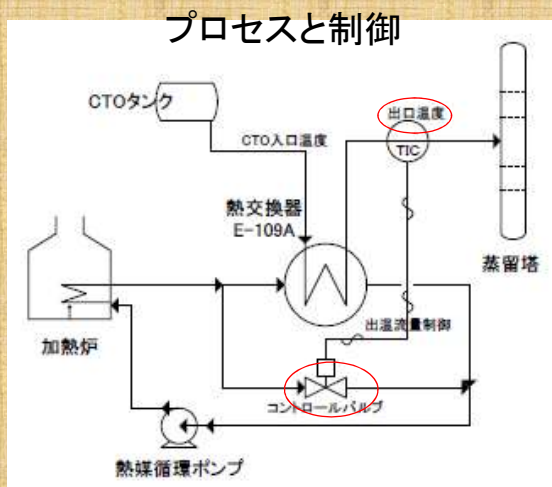 プロセスと制御
CTOタンク
出口温度
CTO入口温度
TIC
熱交換器
E-109A
蒸留塔
加熱炉
出温流量制御
コントロールバルブ
熱媒循環ポンプ